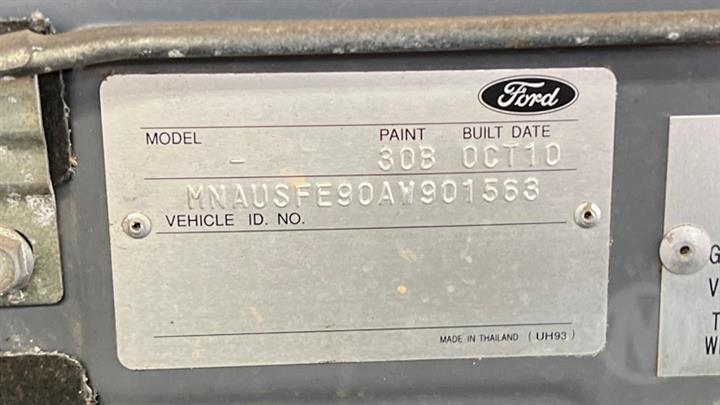 Ford
MODEL PAINT BUILT DATE
- 30B OCT10
MNAUSFE90AW901563
VEHICLE ID. NO.
MADE IN THAILAND ( UH93 )
G
V
T
W